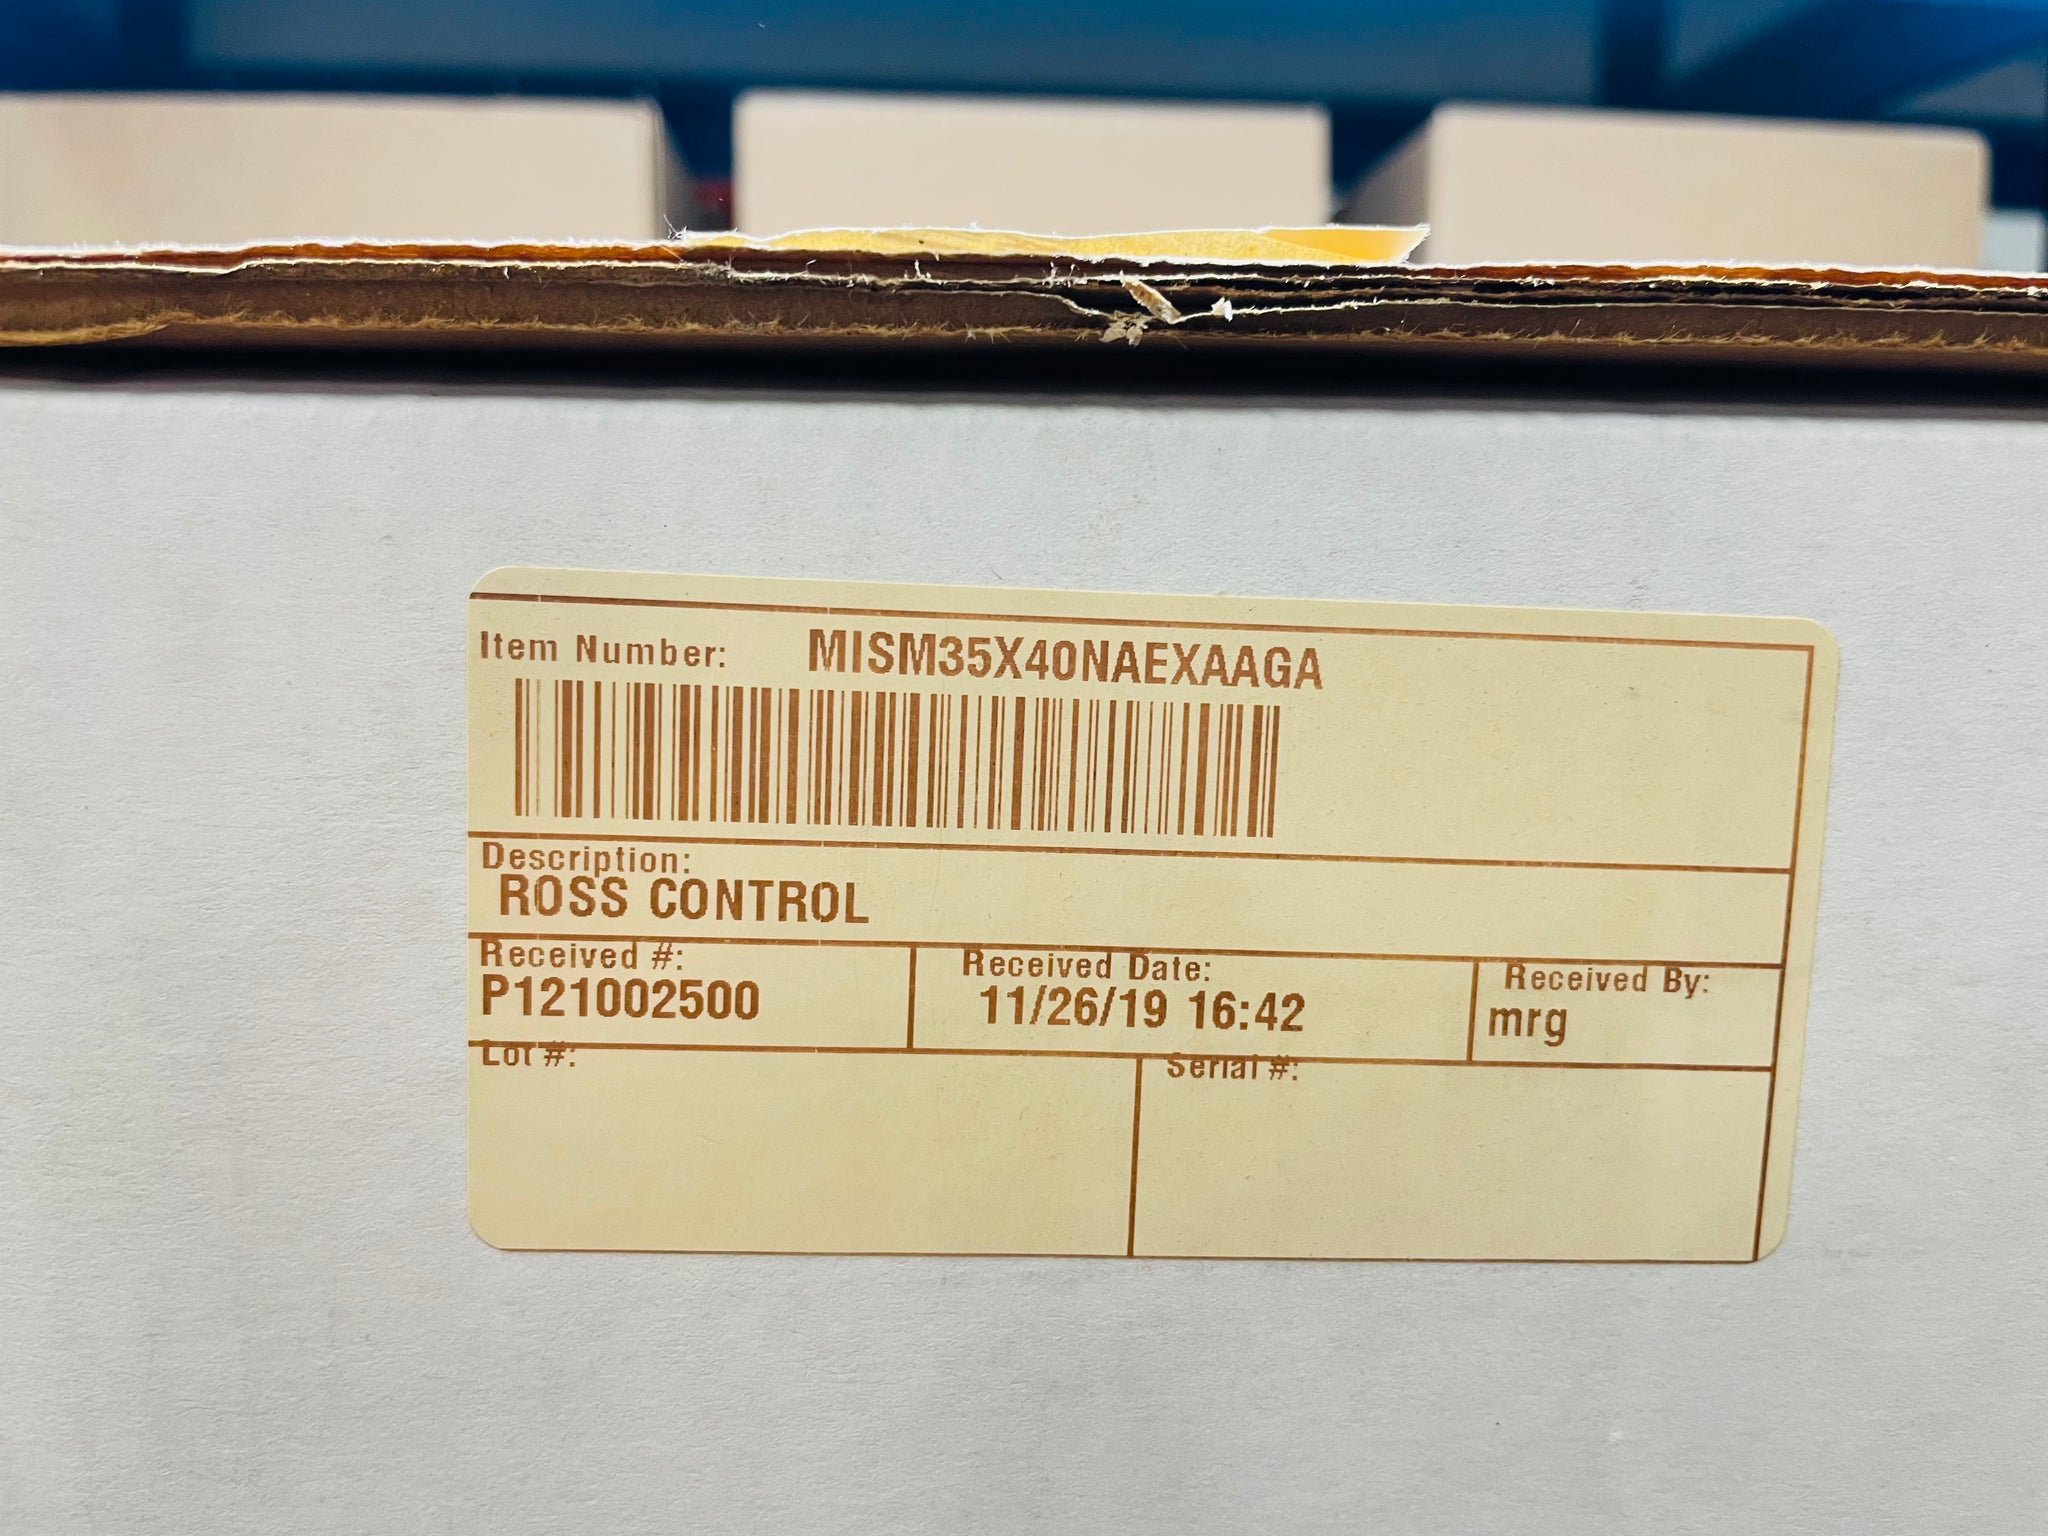 Item Number: MISM35X40NAEXAAGA
Description:
ROSS CONTROL
Received #:
P121002500
Received Date:
11/26/19 16:42
Received By:
mrg
Lot #:
Serial #: